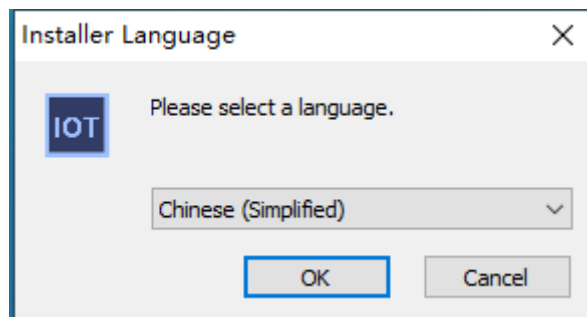 Installer Language
IOT
Please select a language.
Chinese (Simplified)
OK
Cancel